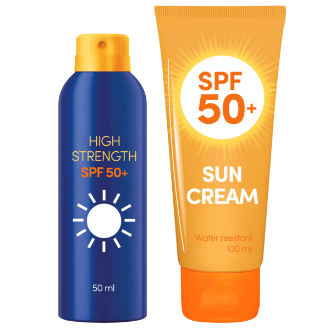 HIGH
STRENGTH
SPF 50+
50 ml
SPF
50+
SUN
CREAM
Water resistant
100 ml